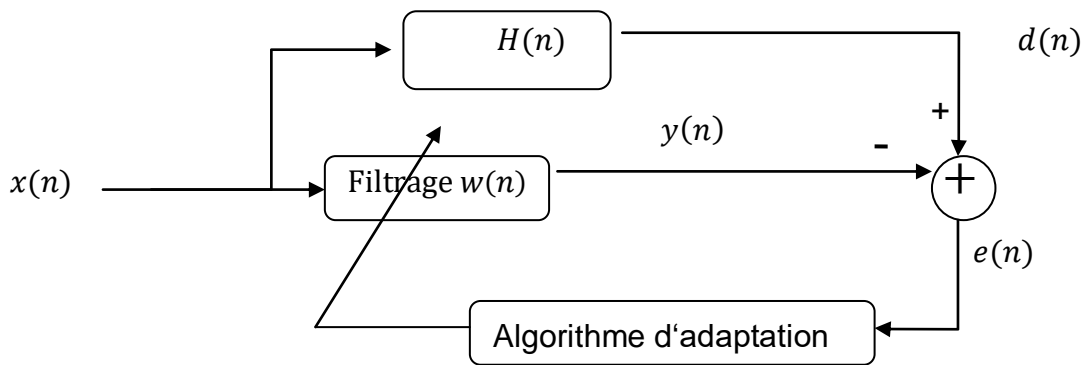 H(n)
d(n)
+
y(n)
-
x(n)
Filtrage w(n)
+
e(n)
Algorithme d‘adaptation